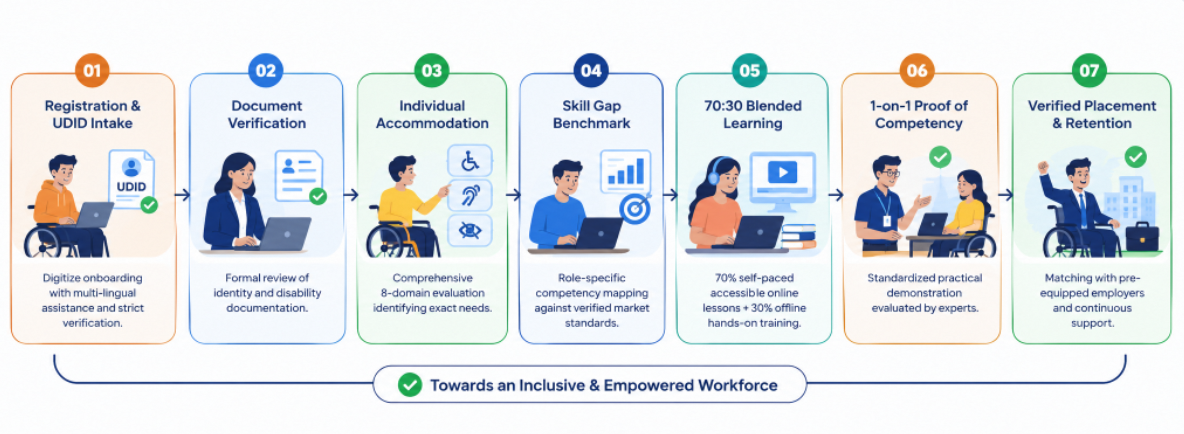 01
Registration &
UDID Intake
UDID
Digitize onboarding
with multi-lingual
assistance and strict
verification.
02
Document
Verification
Formal review of
identity and disability
documentation.
03
Individual
Accommodation
Comprehensive
8-domain evaluation
identifying exact needs.
04
Skill Gap
Benchmark
Role-specific
competency mapping
against verified market
standards.
05
70:30 Blended
Learning
70% self-paced
accessible online
lessons + 30% offline
hands-on training.
06
1-on-1 Proof of
Competency
Standardized practical
demonstration
evaluated by experts.
07
Verified Placement
& Retention
Matching with pre-
equipped employers
and continuous
support.
Towards an Inclusive & Empowered Workforce